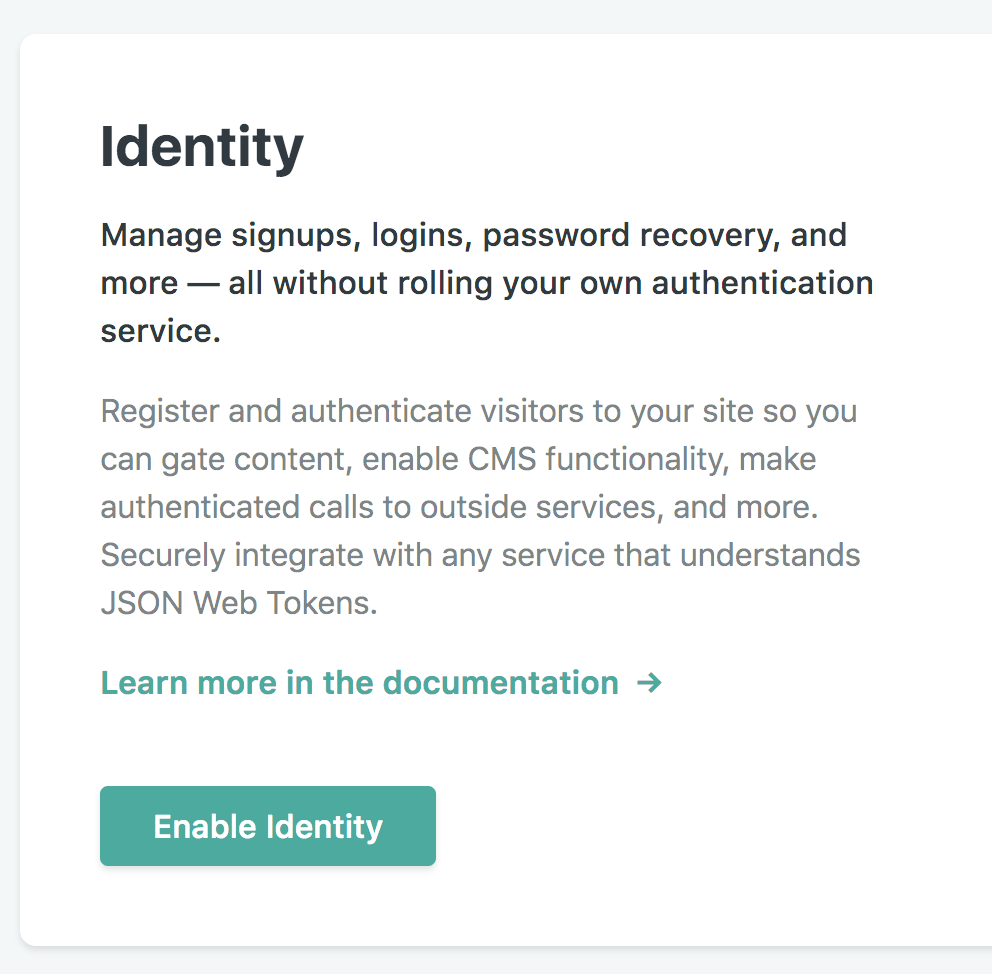 Identity
Manage signups, logins, password recovery, and
more — all without rolling your own authentication
service.
Register and authenticate visitors to your site so you
can gate content, enable CMS functionality, make
authenticated calls to outside services, and more.
Securely integrate with any service that understands
JSON Web Tokens.
Learn more in the documentation →
Enable Identity